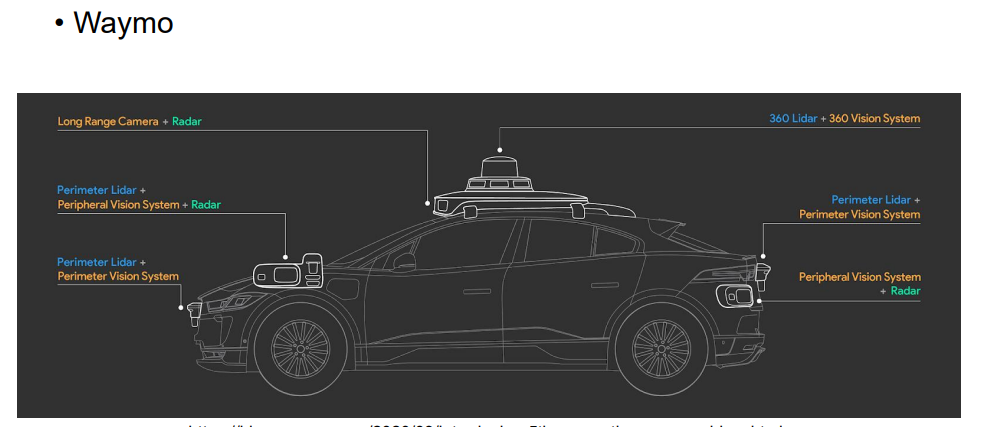 • Waymo
Long Range Camera + Radar
360 Lidar + 360 Vision System
Perimeter Lidar +
Peripheral Vision System + Radar
Perimeter Lidar +
Perimeter Vision System
Perimeter Lidar +
Perimeter Vision System
Peripheral Vision System
+ Radar